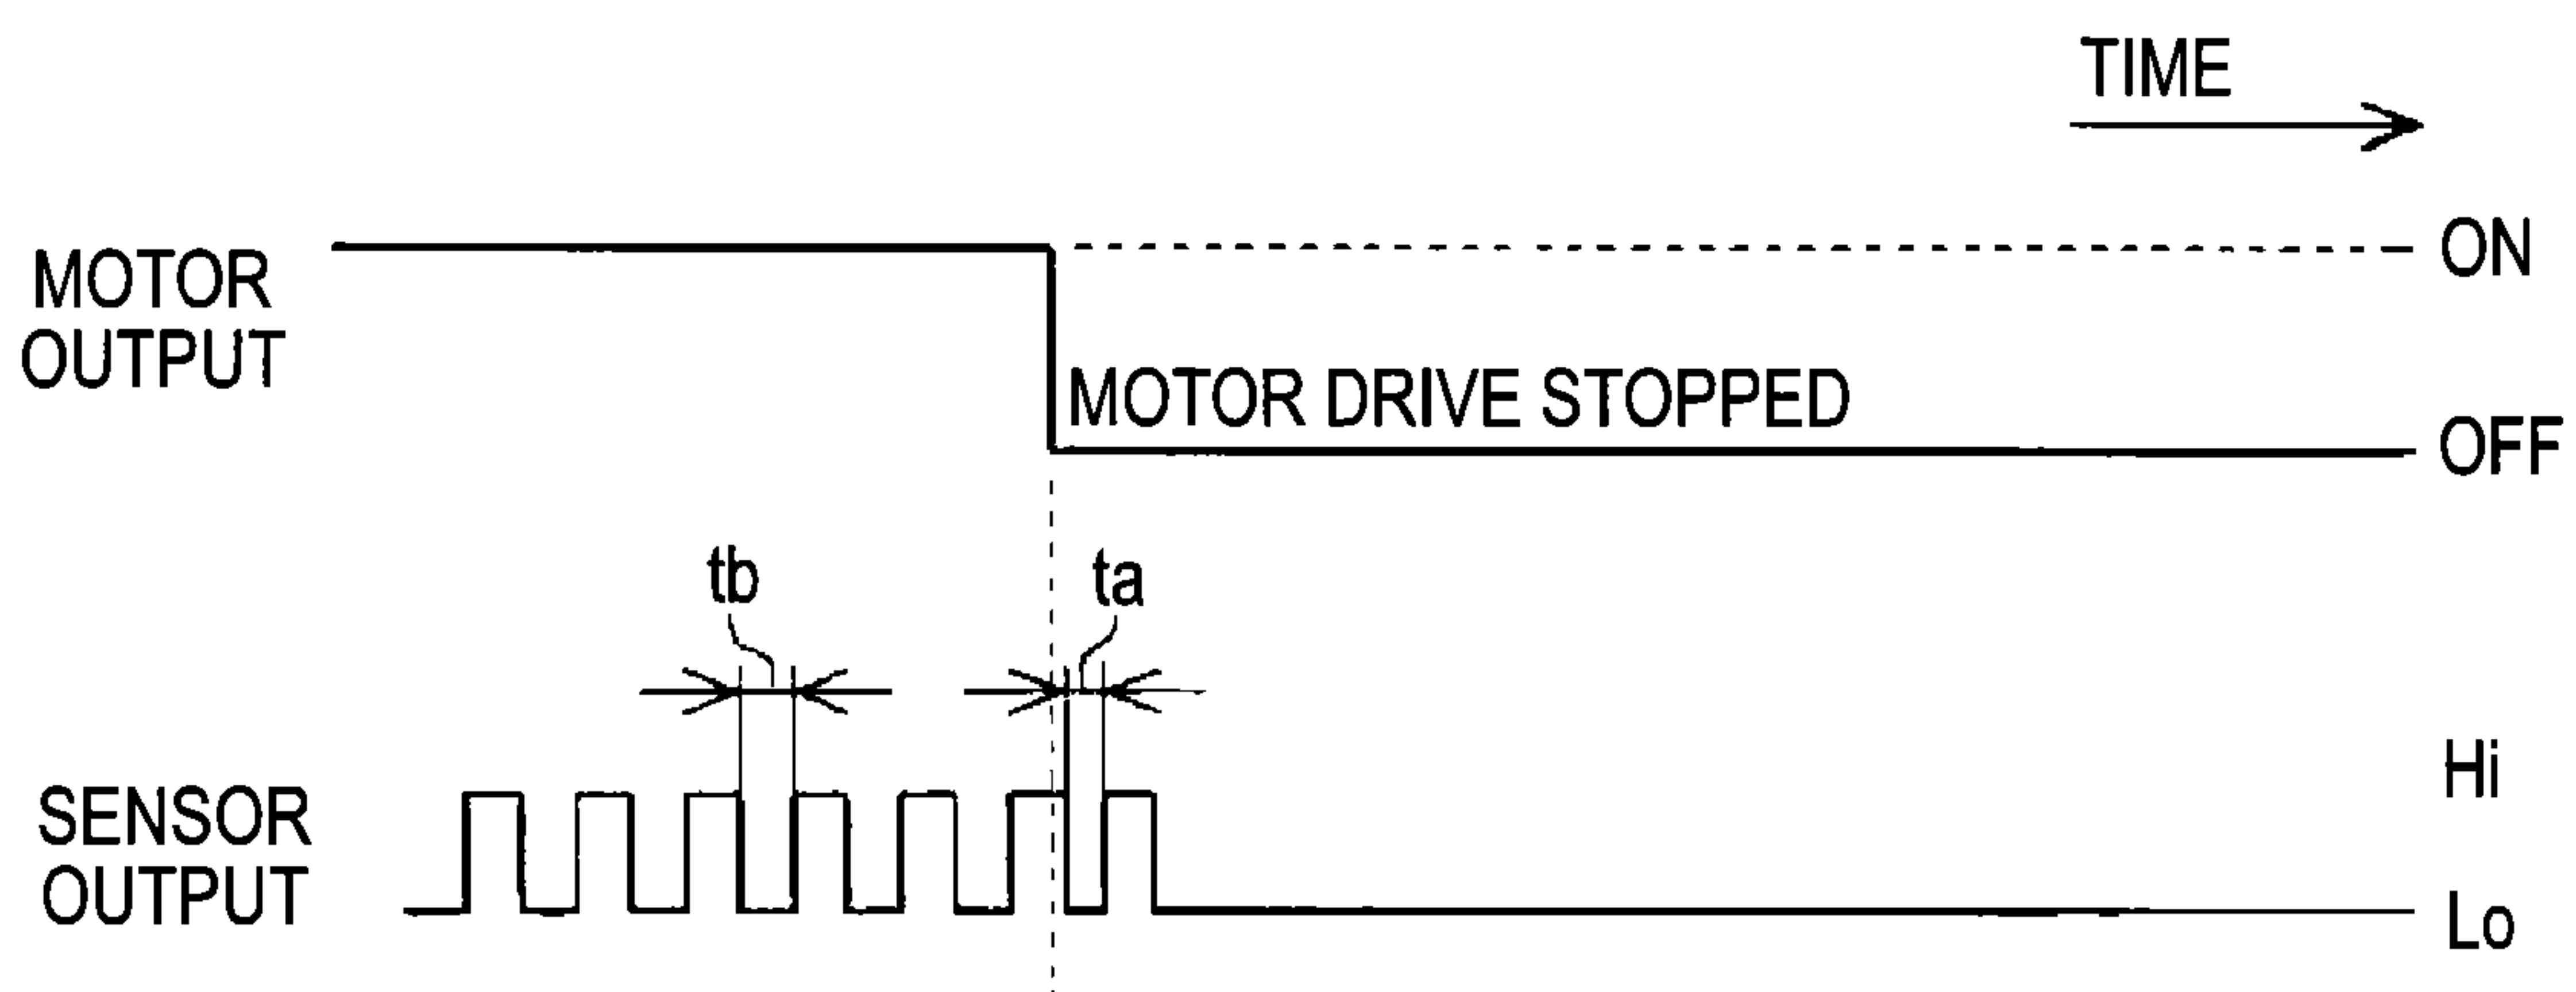 TIME
MOTOR
OUTPUT
ON
MOTOR DRIVE STOPPED
OFF
tb
ta
SENSOR
OUTPUT
Hi
Lo